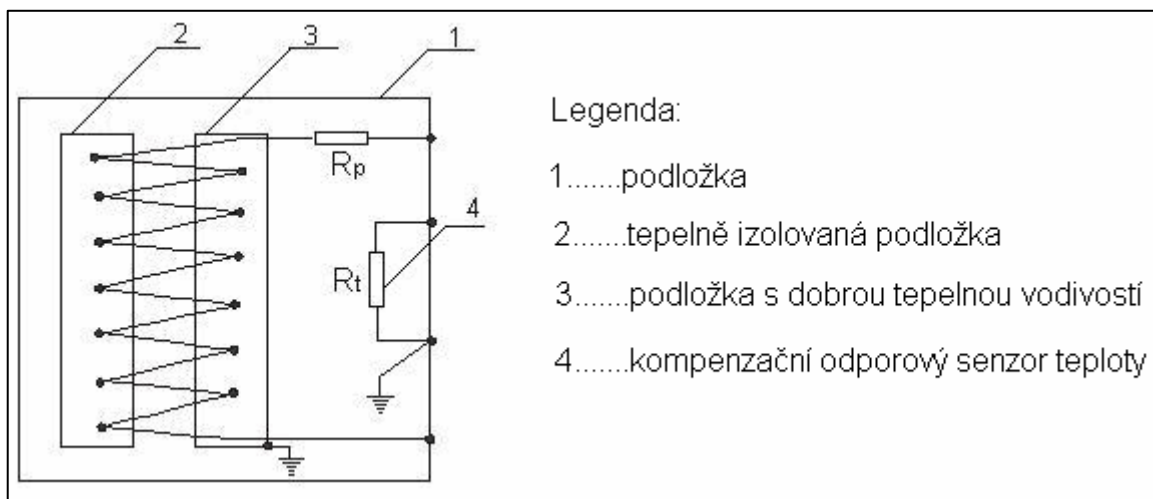 2 3 1
Rp
4
Rt
Legenda:
1.......podložka
2.......tepelně izolovaná podložka
3.......podložka s dobrou tepelnou vodivostí
4.......kompenzační odporový senzor teploty